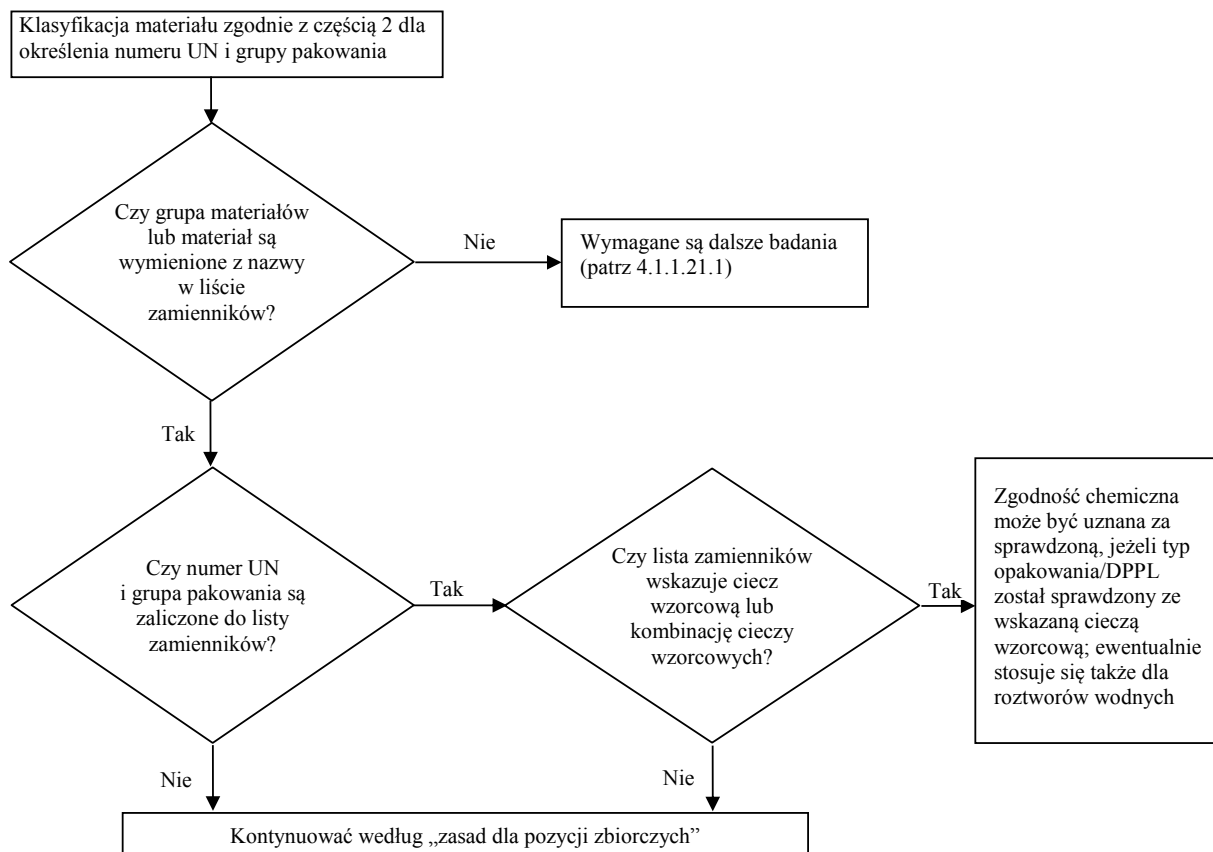 Klasyfikacja materiału zgodnie z częścią 2 dla
określenia numeru UN i grupy pakowania
Czy grupa materiałów
lub materiał są
wymienione z nazwy
w liście
zamienników?
Nie
Wymagane są dalsze badania
(patrz 4.1.1.21.1)
Tak
Czy numer UN
i grupa pakowania są
zaliczone do listy
zamienników?
Tak
Czy lista zamienników
wskazuje ciecz
wzorcową lub
kombinację cieczy
wzorcowych?
Tak
Zgodność chemiczna
może być uznana za
sprawdzoną, jeżeli typ
opakowania/DPPL
został sprawdzony ze
wskazaną cieczą
wzorcową; ewentualnie
stosuje się także dla
roztworów wodnych
Nie
Nie
Kontynuować według „zasad dla pozycji zbiorczych”